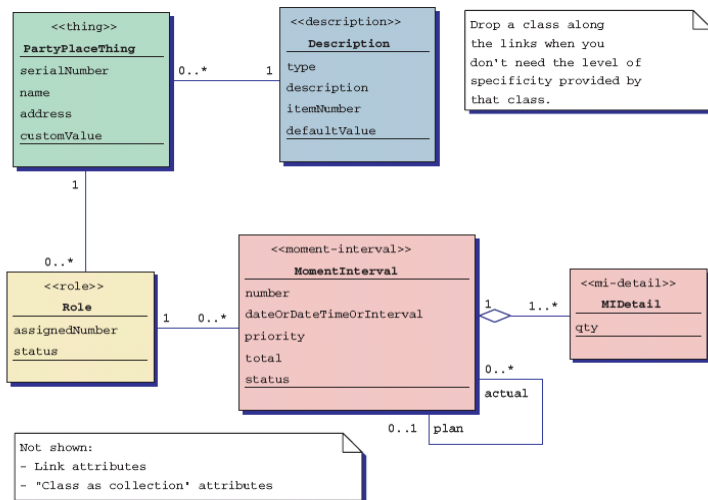 <<thing>>
PartyPlaceThing
serialNumber
name
address
customValue
0..*
1
<<description>>
Description
type
description
itemNumber
defaultValue
Drop a class along
the links when you
don't need the level of
specificity provided by
that class.
1
0..*
<<role>>
Role
assignedNumber
status
1
0..*
<<moment-interval>>
MomentInterval
number
dateOrDateTimeOrInterval
priority
total
status
1
1..*
<<mi-detail>>
MIDetail
qty
0..*
actual
0..1
plan
Not shown:
- Link attributes
- "Class as collection" attributes